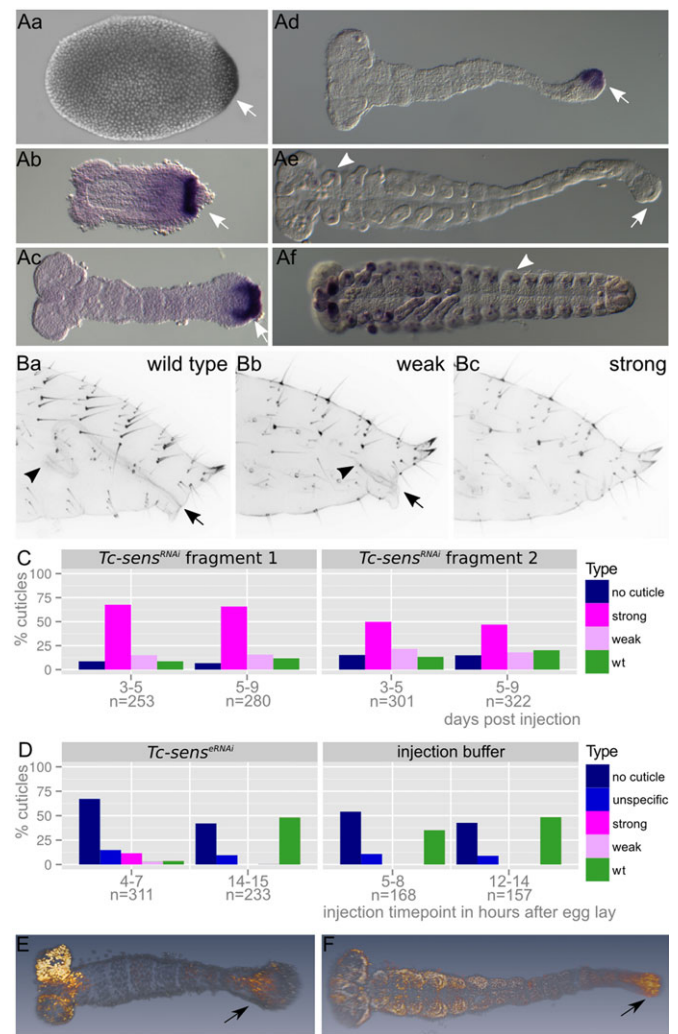 Aa
Ad
Ab
Ae
Ac
Af
Ba wild type
Bb weak
Bc strong
C
Tc-sens^RNAi fragment 1
Tc-sens^RNAi fragment 2
Type
% cuticles
100
75
50
25
0
no cuticle
strong
weak
wt
3-5
5-9
3-5
5-9
n=253
n=280
n=301
n=322
days post injection
D
Tc-sens^eRNAi
injection buffer
Type
% cuticles
100
75
50
25
0
no cuticle
unspecific
strong
weak
wt
4-7
14-15
5-8
12-14
n=311
n=233
n=168
n=157
injection timepoint in hours after egg lay
E
F